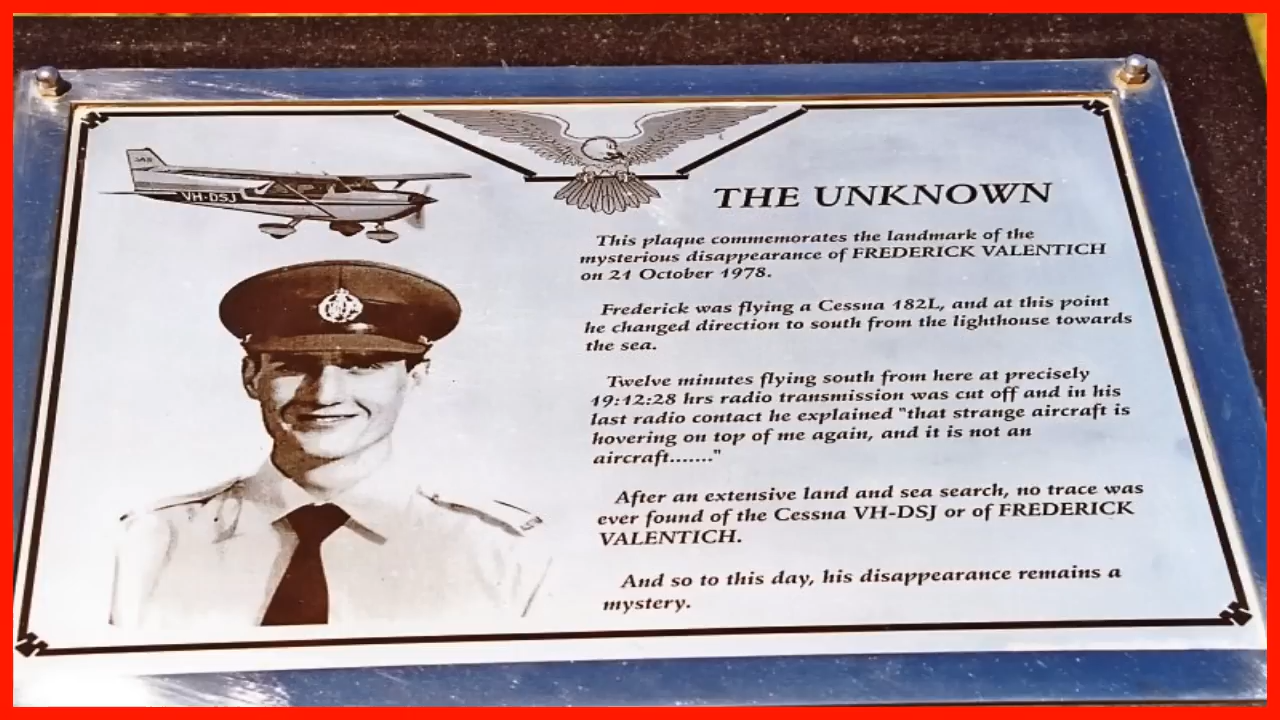 VH-DSJ
THE UNKNOWN
This plaque commemorates the landmark of the
mysterious disappearance of FREDERICK VALENTICH
on 21 October 1978.
Frederick was flying a Cessna 182L, and at this point
he changed direction to south from the lighthouse towards
the sea.
Twelve minutes flying south from here at precisely
19:12:28 hrs radio transmission was cut off and in his
last radio contact he explained "that strange aircraft is
hovering on top of me again, and it is not an
aircraft......."
After an extensive land and sea search, no trace was
ever found of the Cessna VH-DSJ or of FREDERICK
VALENTICH.
And so to this day, his disappearance remains a
mystery.